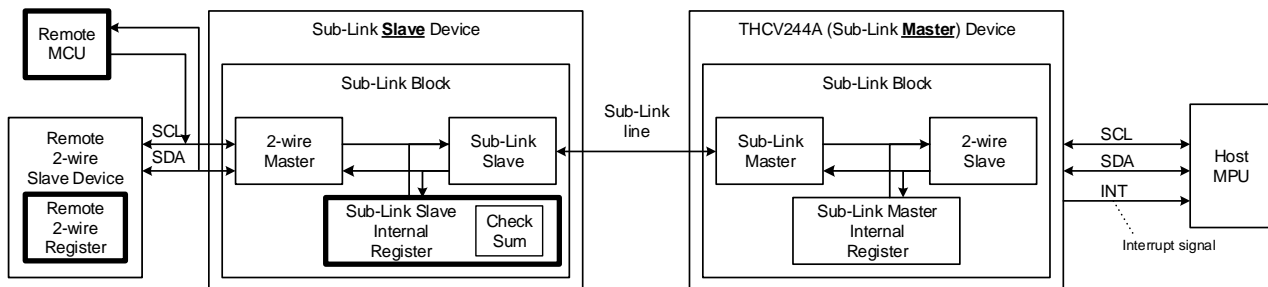 Remote
MCU
Remote
2-wire
Slave Device
Remote
2-wire
Register
SCL
SDA
Sub-Link Slave Device
Sub-Link Block
2-wire
Master
Sub-Link
Slave
Sub-Link Slave
Internal
Register
Check
Sum
Sub-Link
line
THCV244A (Sub-Link Master) Device
Sub-Link Block
Sub-Link
Master
2-wire
Slave
Sub-Link Master
Internal
Register
SCL
SDA
INT
Interrupt signal
Host
MPU